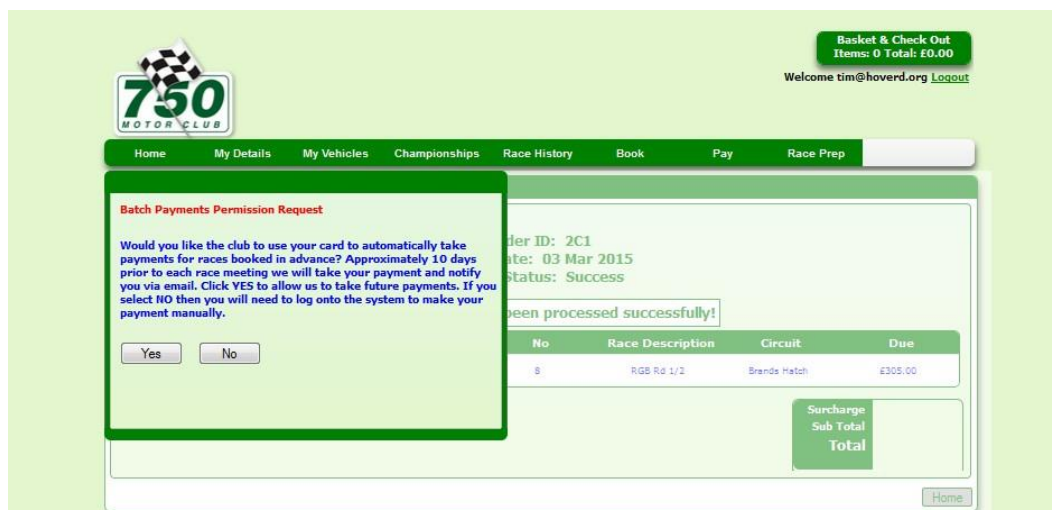 Basket & Check Out
Items: 0 Total: £0.00
Welcome tim@hoverd.org Logout
750
MOTOR CLUB
Home My Details My Vehicles Championships Race History Book Pay Race Prep
Batch Payments Permission Request
Would you like the club to use your card to automatically take
payments for races booked in advance? Approximately 10 days
prior to each race meeting we will take your payment and notify
you via email. Click YES to allow us to take future payments. If you
select NO then you will need to log onto the system to make your
payment manually.
Yes No
der ID: 2C1
ate: 03 Mar 2015
Status: Success
been processed successfully!
No Race Description Circuit Due
8 RGB Rd 1/2 Brands Hatch £305.00
Surcharge
Sub Total
Total
Home